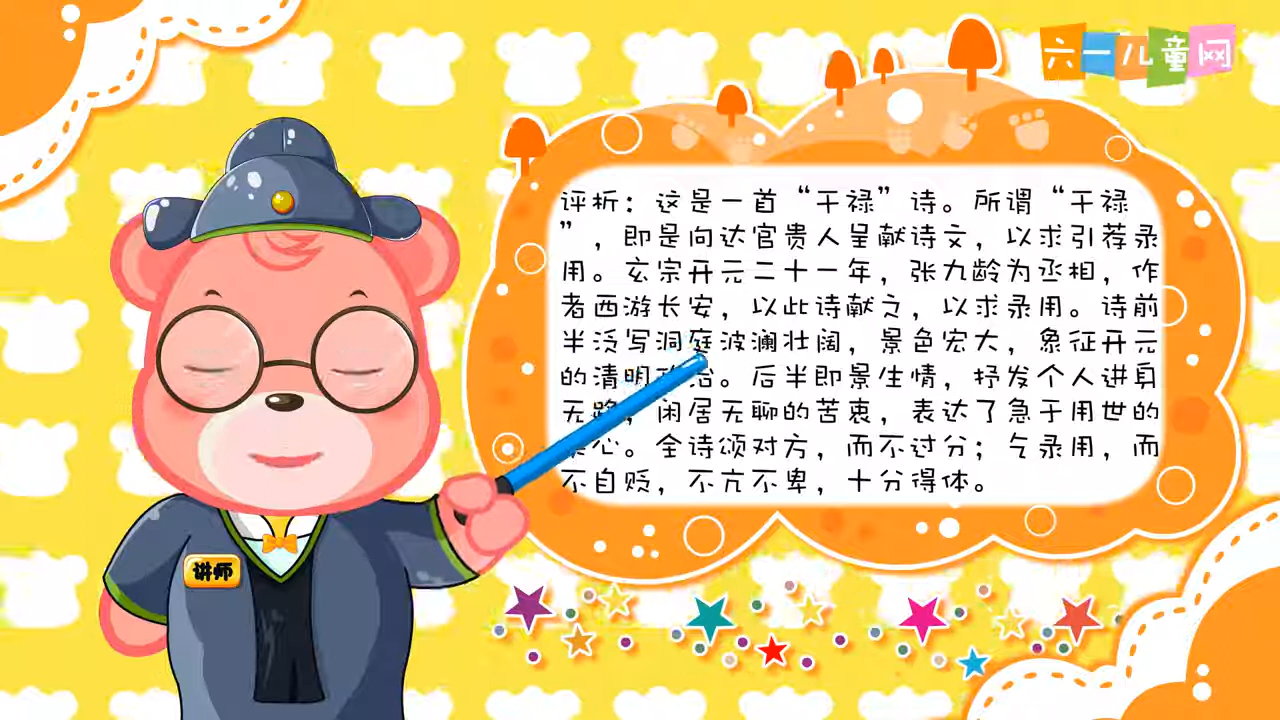 六一儿童网
评析：这是一首“干禄”诗。所谓“干禄
”，即是向达官贵人呈献诗文，以求引荐录
用。玄宗开元二十一年，张九龄为丞相，作
者西游长安，以此诗献之，以求录用。诗前
半泛写洞庭波澜壮阔，景色宏大，象征开元
的清明政治。后半即景生情，抒发个人进身
无路，闲居无聊的苦衷，表达了急于用世的
心。全诗颂对方，而不过分；乞录用，而
不自贬，不亢不卑，十分得体。
讲师